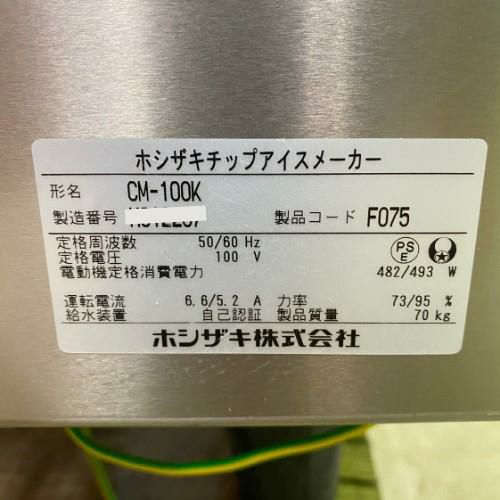 ホシザキチップアイスメーカー
形名 CM-100K
製造番号 製品コード F075
定格周波数 50/60 Hz
定格電圧 100 V
電動機定格消費電力 482/493 W
PS E
運転電流 6.6/5.2 A 力率 73/95 %
給水装置 自己認証 製品質量 70 kg
ホシザキ株式会社